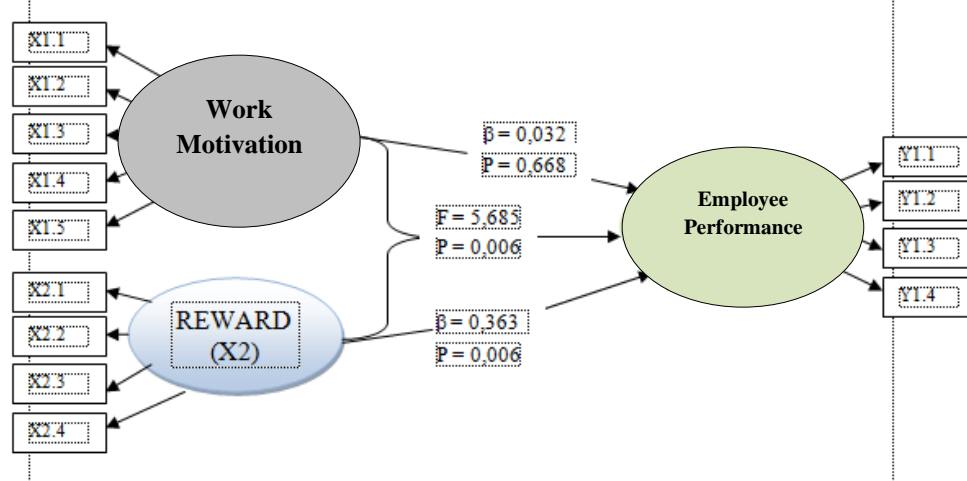 X1.1
X1.2
X1.3
X1.4
X1.5
Work
Motivation
β = 0,032
P = 0,668
F = 5,685
P = 0,006
X2.1
X2.2
X2.3
X2.4
REWARD
(X2)
β = 0,363
P = 0,006
Employee
Performance
Y1.1
Y1.2
Y1.3
Y1.4